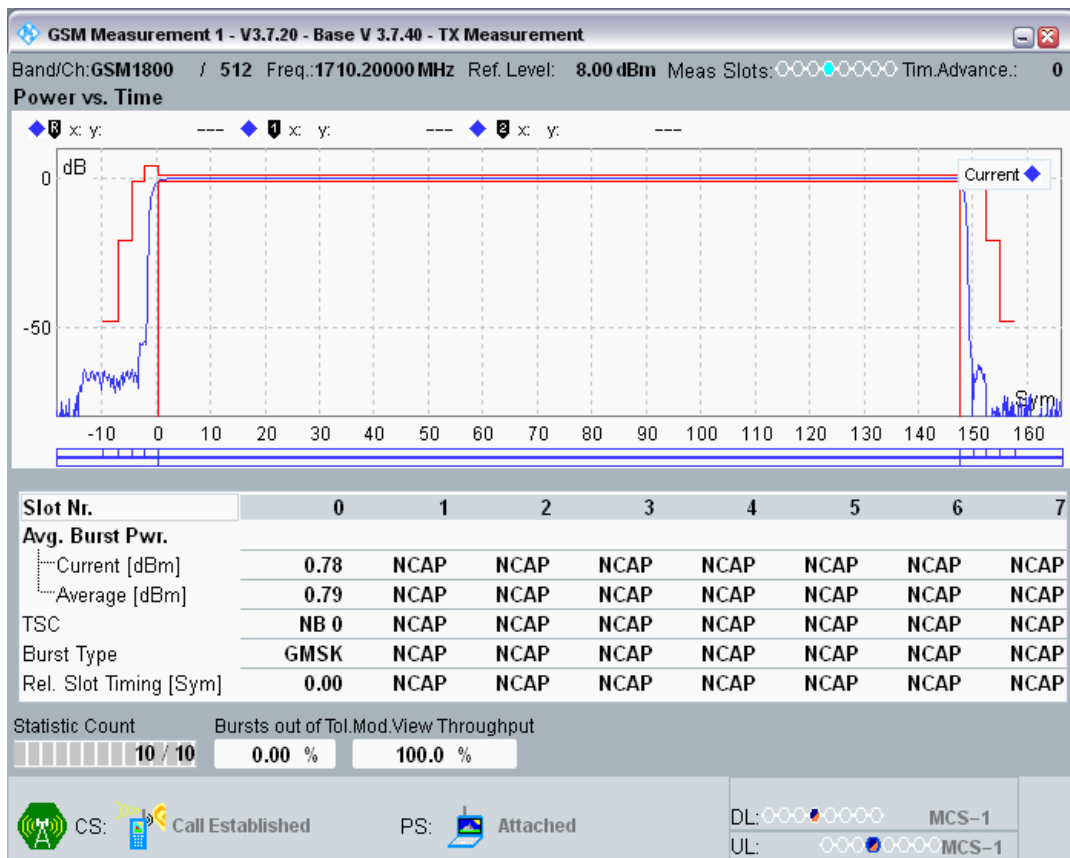 GSM Measurement 1 - V3.7.20 - Base V 3.7.40 - TX Measurement
Band/Ch:GSM1800 / 512 Freq.:1710.20000 MHz Ref. Level: 8.00 dBm Meas Slots: Tim.Advance.: 0
Power vs. Time
R x: y: --- 1 x: y: --- 2 x: y: ---
dB
0
Current
-50
Sym
-10 0 10 20 30 40 50 60 70 80 90 100 110 120 130 140 150 160
Slot Nr. 0 1 2 3 4 5 6 7
Avg. Burst Pwr.
Current [dBm] 0.78 NCAP NCAP NCAP NCAP NCAP NCAP NCAP
Average [dBm] 0.79 NCAP NCAP NCAP NCAP NCAP NCAP NCAP
TSC NB 0 NCAP NCAP NCAP NCAP NCAP NCAP NCAP
Burst Type GMSK NCAP NCAP NCAP NCAP NCAP NCAP NCAP
Rel. Slot Timing [Sym] 0.00 NCAP NCAP NCAP NCAP NCAP NCAP NCAP
Statistic Count Bursts out of Tol.Mod.View Throughput
10 / 10 0.00 % 100.0 %
CS: Call Established PS: Attached
DL: MCS-1
UL: MCS-1